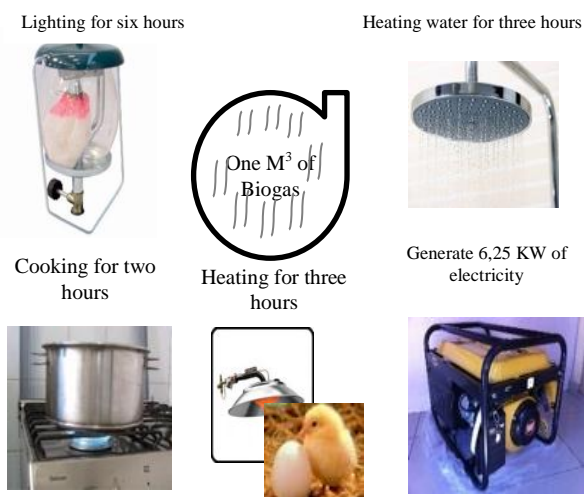 Lighting for six hours
Heating water for three hours
One M³ of
Biogas
Cooking for two
hours
Heating for three
hours
Generate 6,25 KW of
electricity